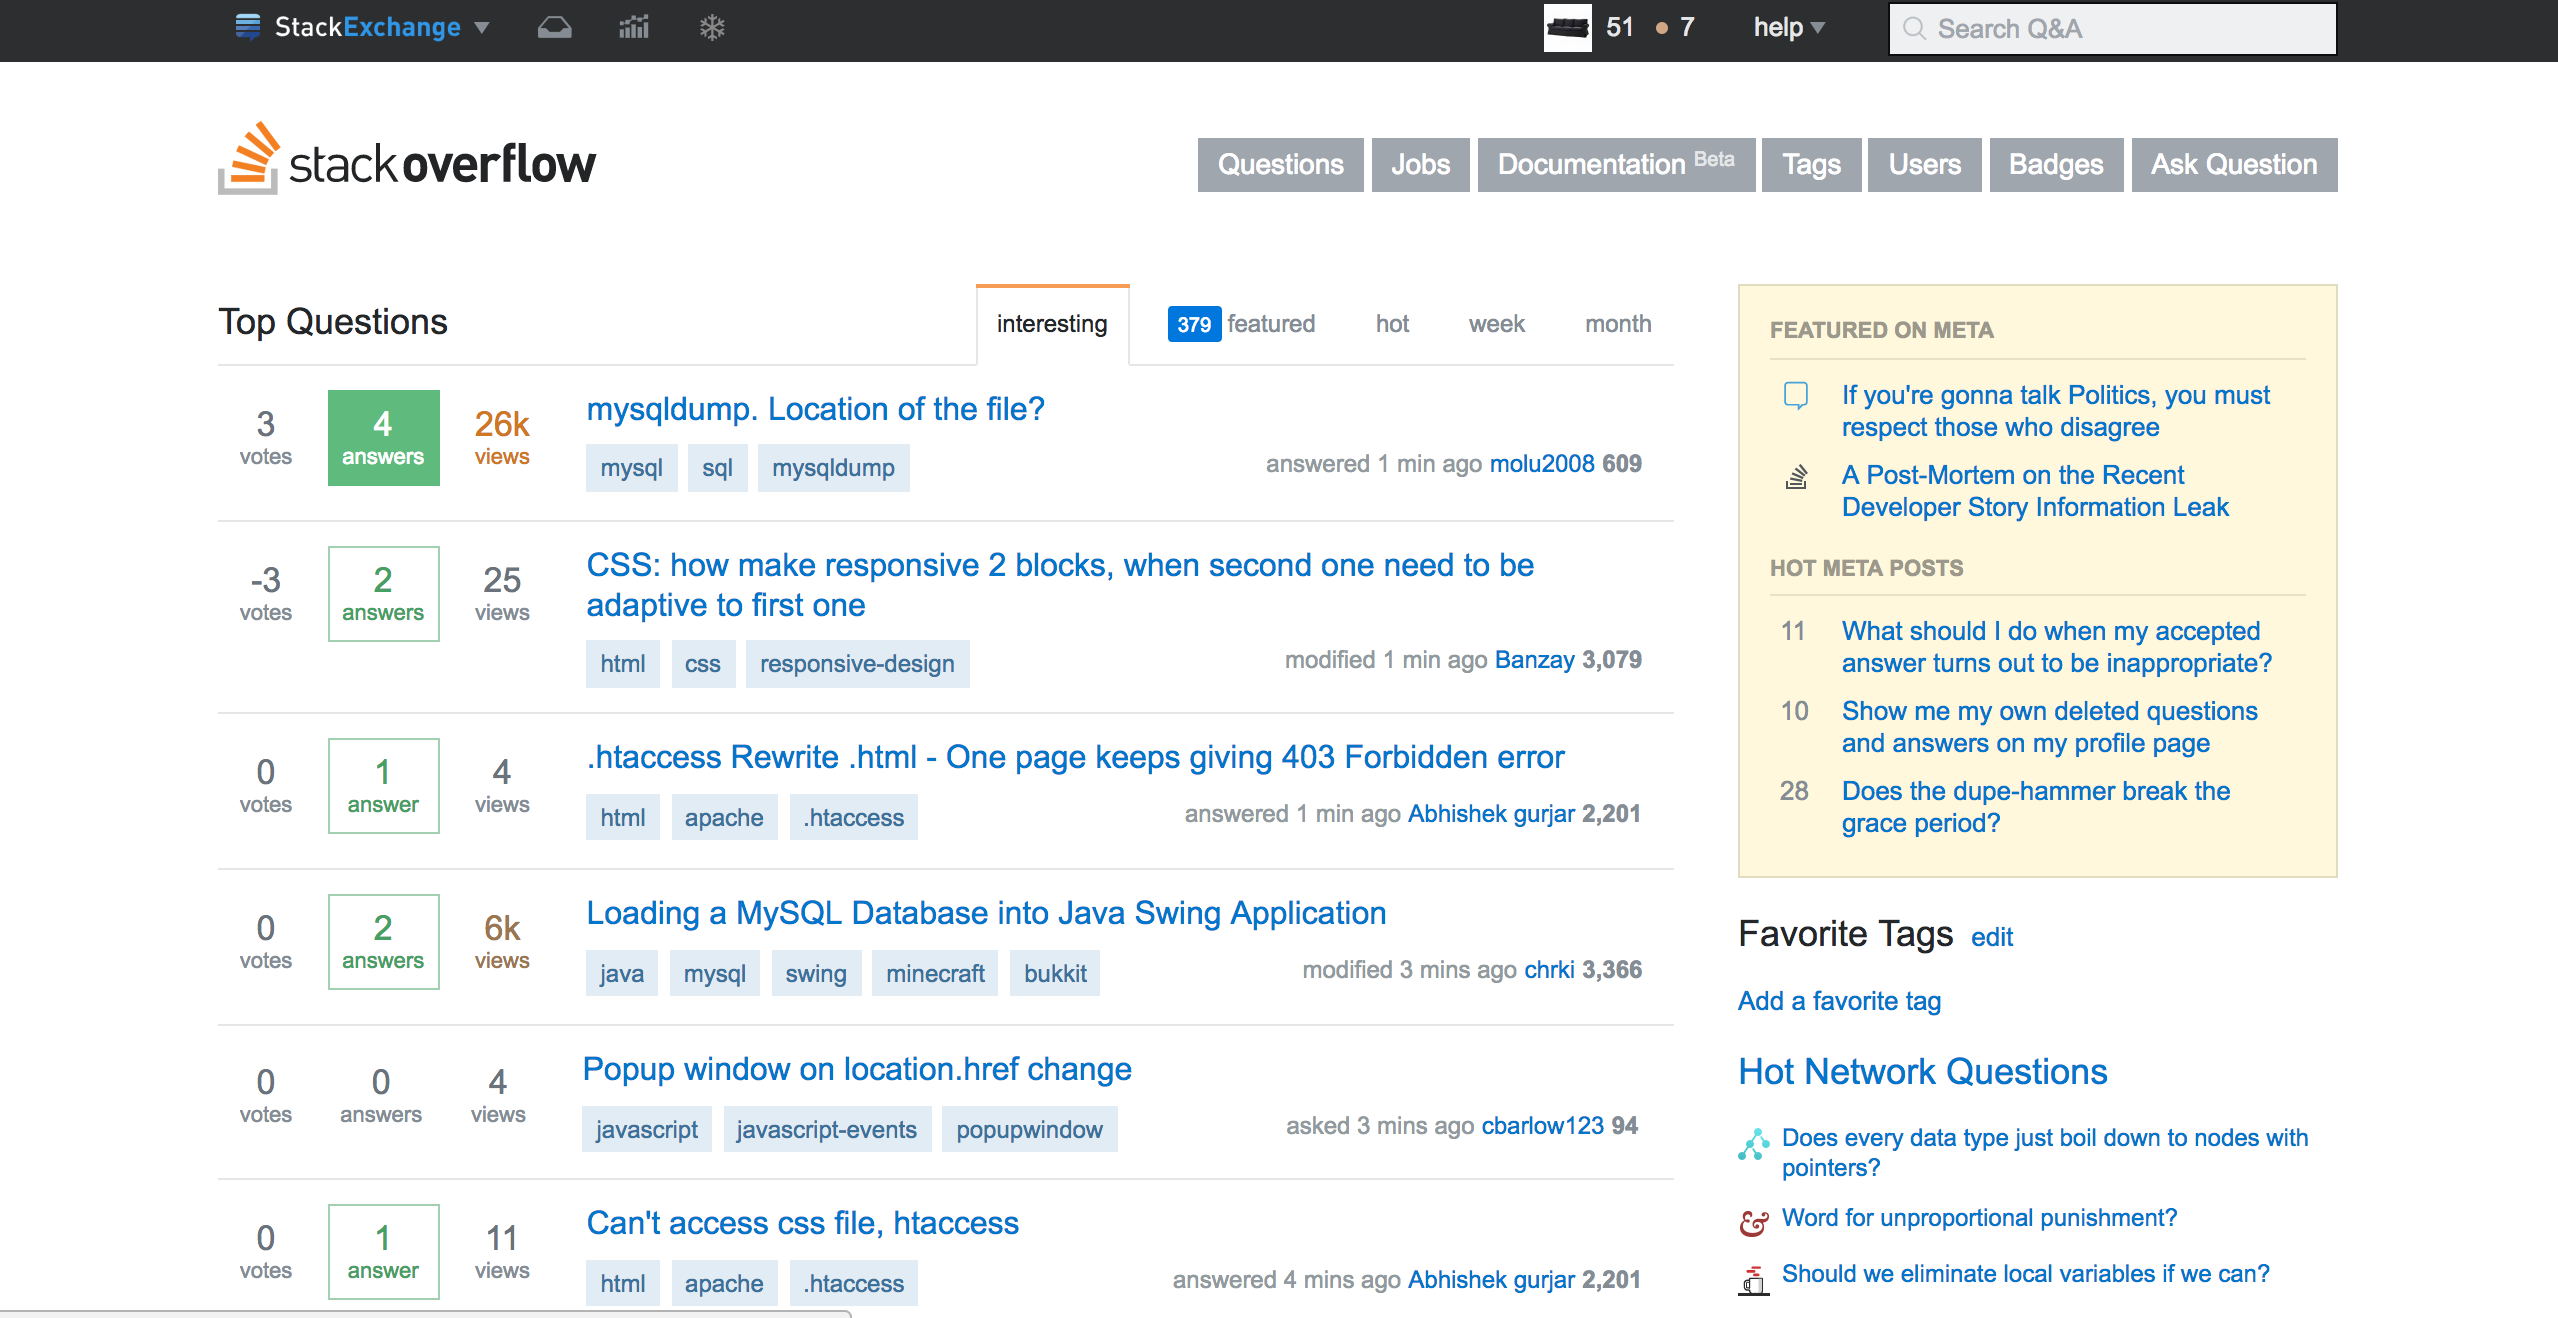 StackExchange
51 7 help
Search Q&A
stackoverflow
Questions Jobs Documentation Beta Tags Users Badges Ask Question
Top Questions
interesting 379 featured hot week month
3 votes 4 answers 26k views
mysqldump. Location of the file?
mysql sql mysqldump
answered 1 min ago molu2008 609
-3 votes 2 answers 25 views
CSS: how make responsive 2 blocks, when second one need to be
adaptive to first one
html css responsive-design
modified 1 min ago Banzay 3,079
0 votes 1 answer 4 views
.htaccess Rewrite .html - One page keeps giving 403 Forbidden error
html apache .htaccess
answered 1 min ago Abhishek gurjar 2,201
0 votes 2 answers 6k views
Loading a MySQL Database into Java Swing Application
java mysql swing minecraft bukkit
modified 3 mins ago chrki 3,366
0 votes 0 answers 4 views
Popup window on location.href change
javascript javascript-events popupwindow
asked 3 mins ago cbarlow123 94
0 votes 1 answer 11 views
Can't access css file, htaccess
html apache .htaccess
answered 4 mins ago Abhishek gurjar 2,201
FEATURED ON META
If you're gonna talk Politics, you must
respect those who disagree
A Post-Mortem on the Recent
Developer Story Information Leak
HOT META POSTS
11 What should I do when my accepted
answer turns out to be inappropriate?
10 Show me my own deleted questions
and answers on my profile page
28 Does the dupe-hammer break the
grace period?
Favorite Tags edit
Add a favorite tag
Hot Network Questions
Does every data type just boil down to nodes with
pointers?
Word for unproportional punishment?
Should we eliminate local variables if we can?